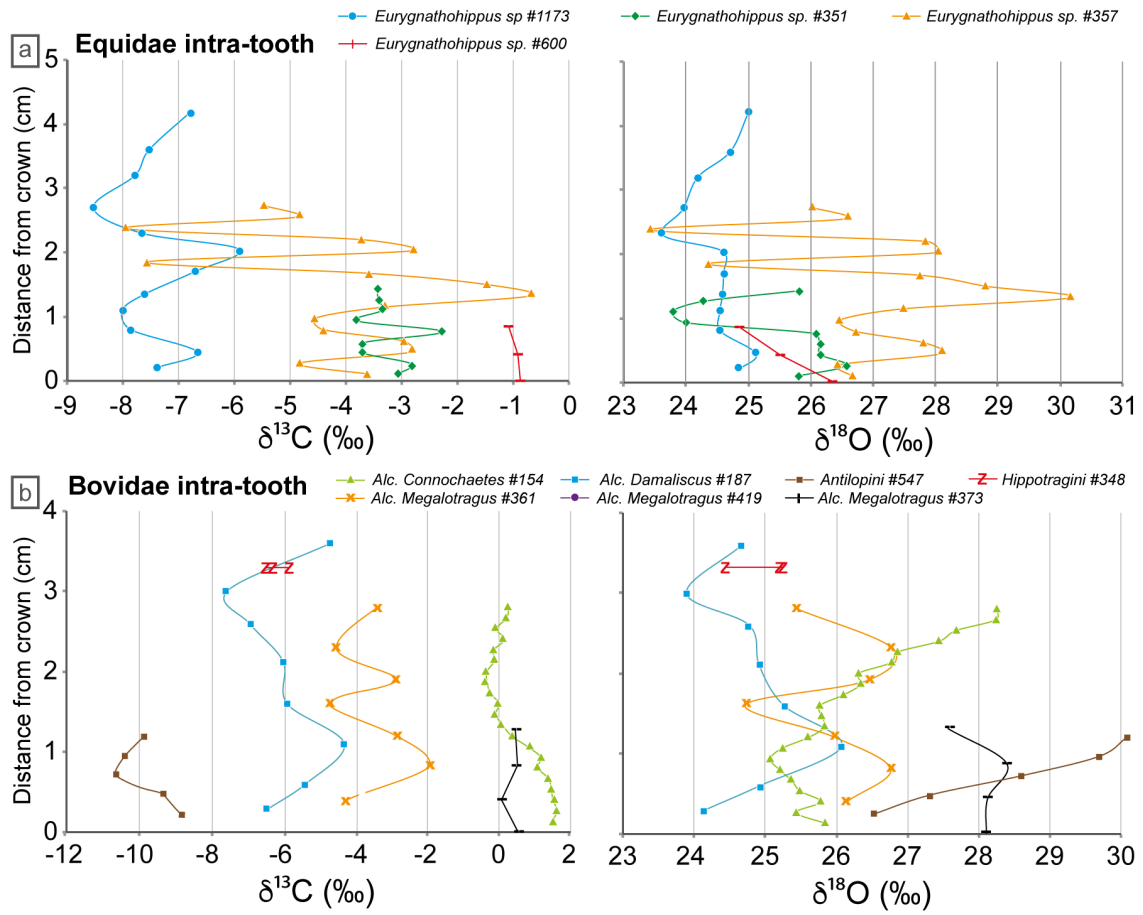 Eurygnathohippus sp #1173 Eurygnathohippus sp. #351 Eurygnathohippus sp. #357
a Equidae intra-tooth Eurygnathohippus sp. #600
5
4
3
2
1
0
Distance from crown (cm)
-9 -8 -7 -6 -5 -4 -3 -2 -1 0
δ¹³C (‰)
23 24 25 26 27 28 29 30 31
δ¹⁸O (‰)
b Bovidae intra-tooth
Alc. Connochaetes #154 Alc. Damaliscus #187 Antilopini #547 Hippotragini #348
Alc. Megalotragus #361 Alc. Megalotragus #419 Alc. Megalotragus #373
4
3
2
1
0
Distance from crown (cm)
-12 -10 -8 -6 -4 -2 0 2
δ¹³C (‰)
23 24 25 26 27 28 29 30
δ¹⁸O (‰)